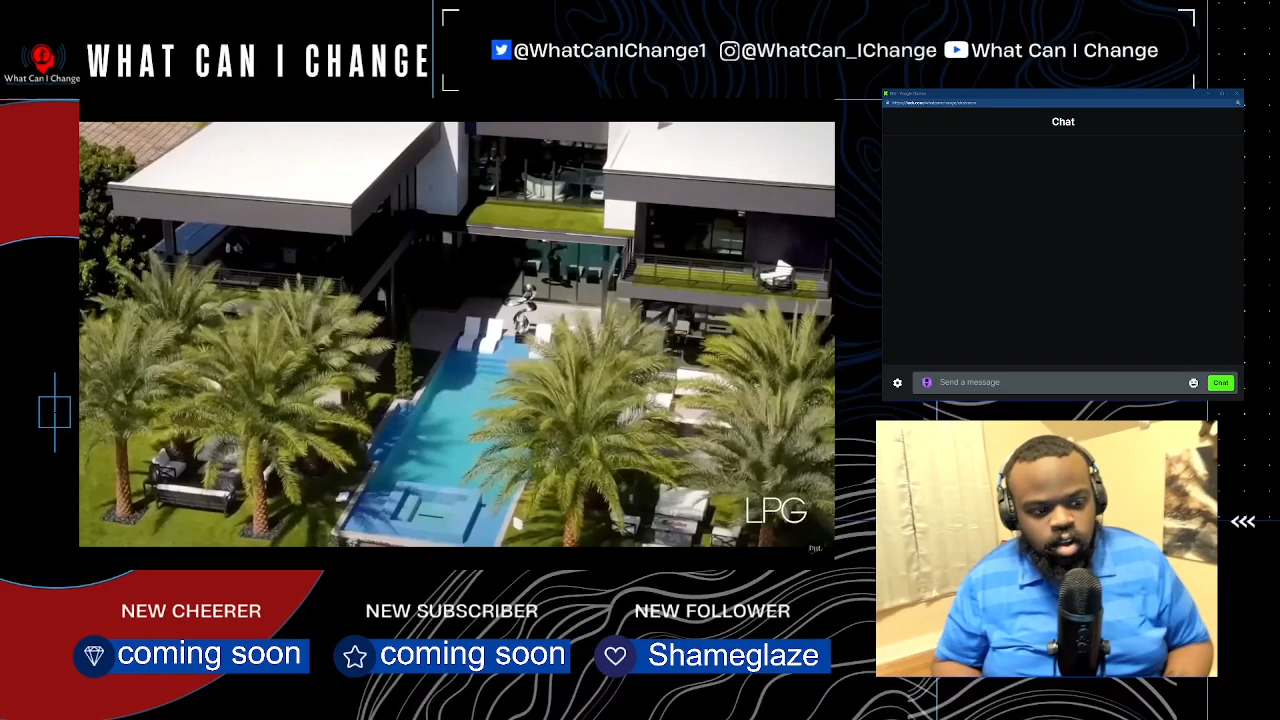 What Can I Change
WHAT CAN I CHANGE
@WhatCanIChange1 @WhatCan_IChange What Can I Change
Chat
LPG
Send a message
Chat
NEW CHEERER
NEW SUBSCRIBER
NEW FOLLOWER
coming soon
coming soon
Shameglaze